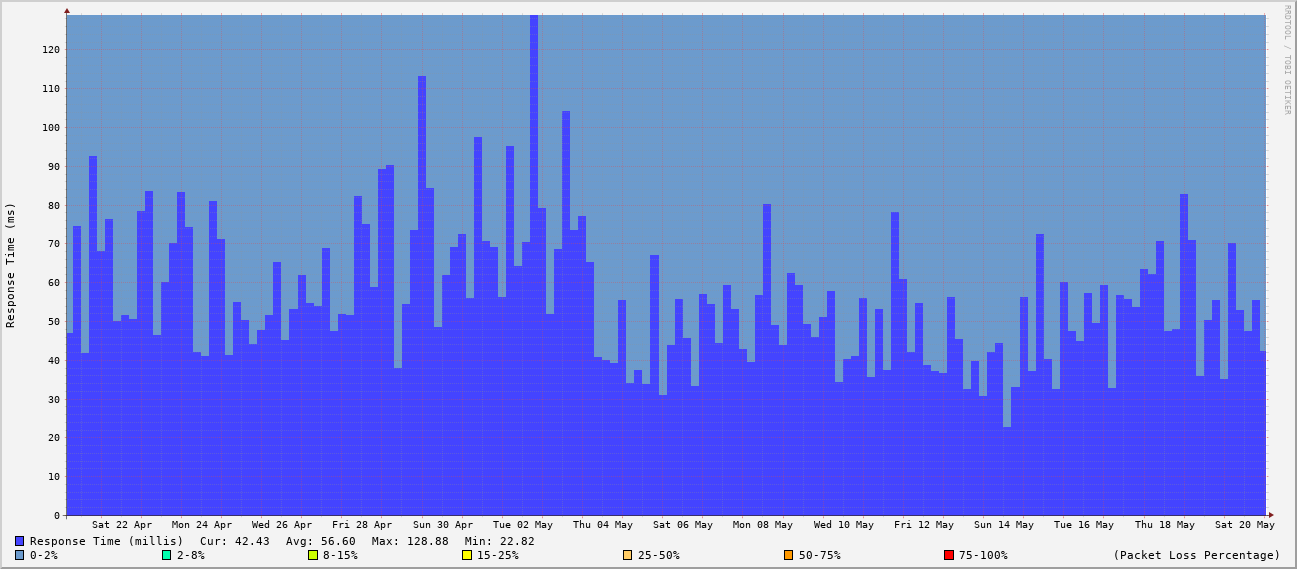 RRDTOOL / TOBI OETIKER
Response Time (ms)
120
110
100
90
80
70
60
50
40
30
20
10
0
Sat 22 Apr Mon 24 Apr Wed 26 Apr Fri 28 Apr Sun 30 Apr Tue 02 May Thu 04 May Sat 06 May Mon 08 May Wed 10 May Fri 12 May Sun 14 May Tue 16 May Thu 18 May Sat 20 May
Response Time (millis) Cur: 42.43 Avg: 56.60 Max: 128.88 Min: 22.82
0-2% 2-8% 8-15% 15-25% 25-50% 50-75% 75-100% (Packet Loss Percentage)